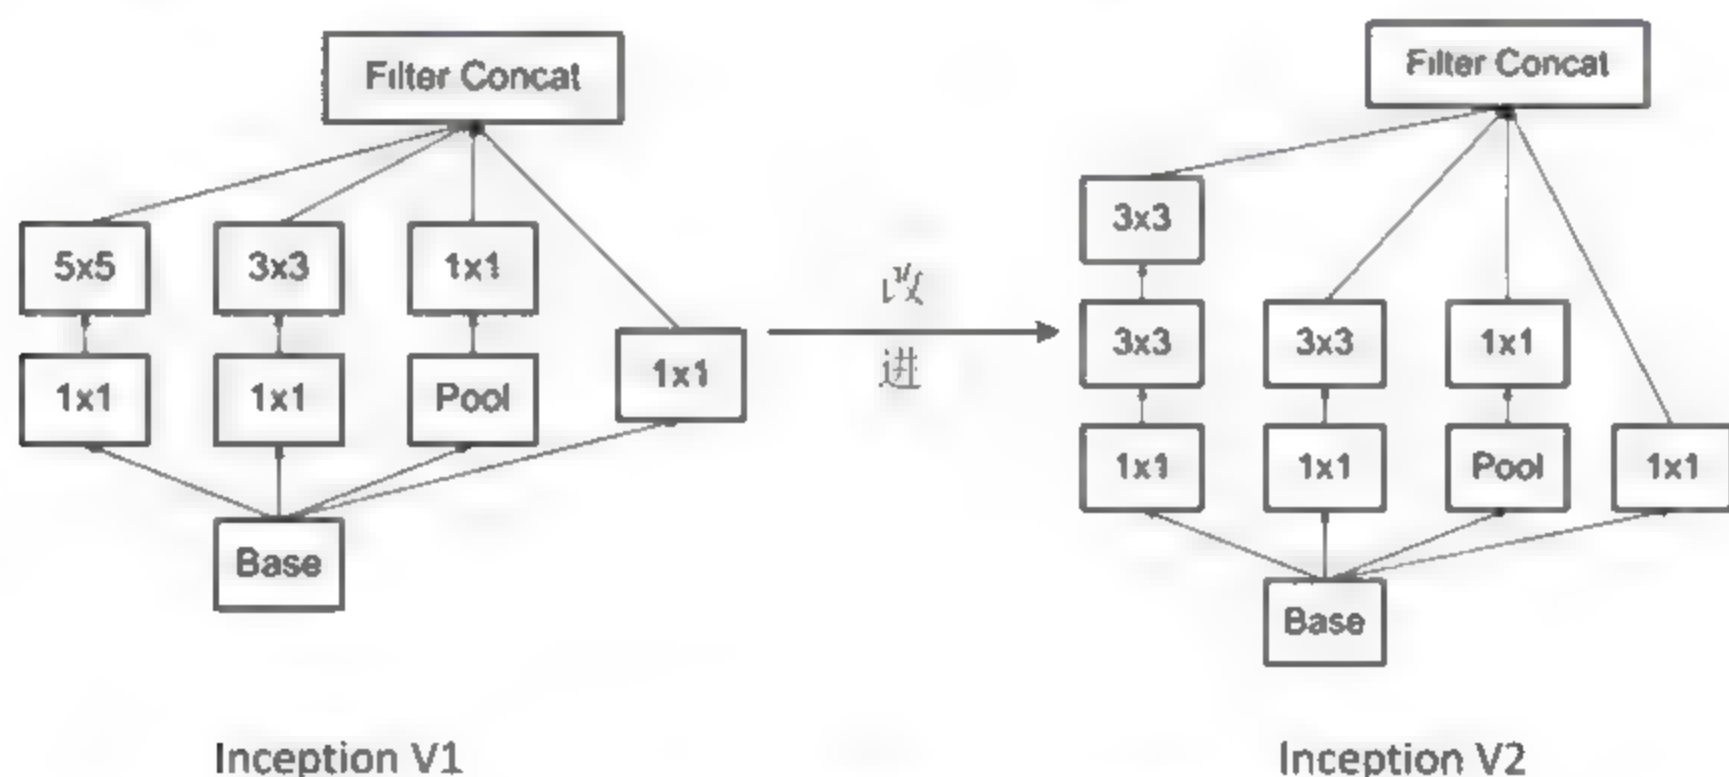 Filter Concat
5x5
3x3
1x1
1x1
1x1
1x1
Pool
Base
Inception V1
改
进
Filter Concat
3x3
3x3
3x3
1x1
1x1
1x1
Pool
1x1
Base
Inception V2